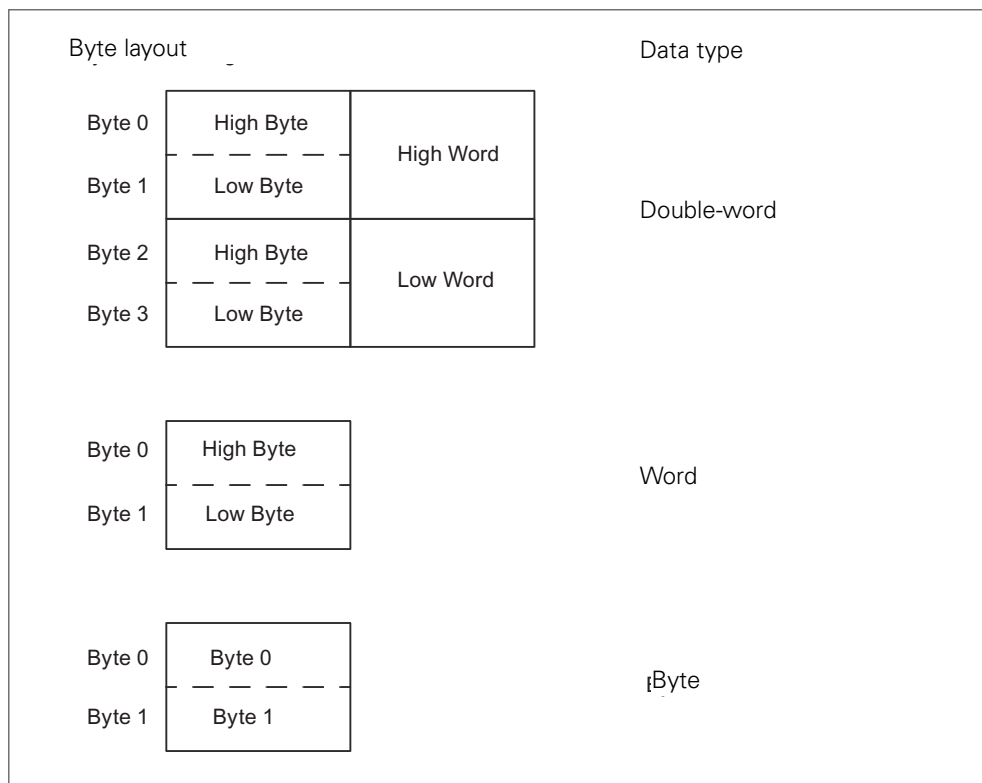 Byte layout
Data type
Byte 0 High Byte
High Word
Byte 1 Low Byte
Double-word
Byte 2 High Byte
Low Word
Byte 3 Low Byte
Byte 0 High Byte
Word
Byte 1 Low Byte
Byte 0 Byte 0
Byte
Byte 1 Byte 1